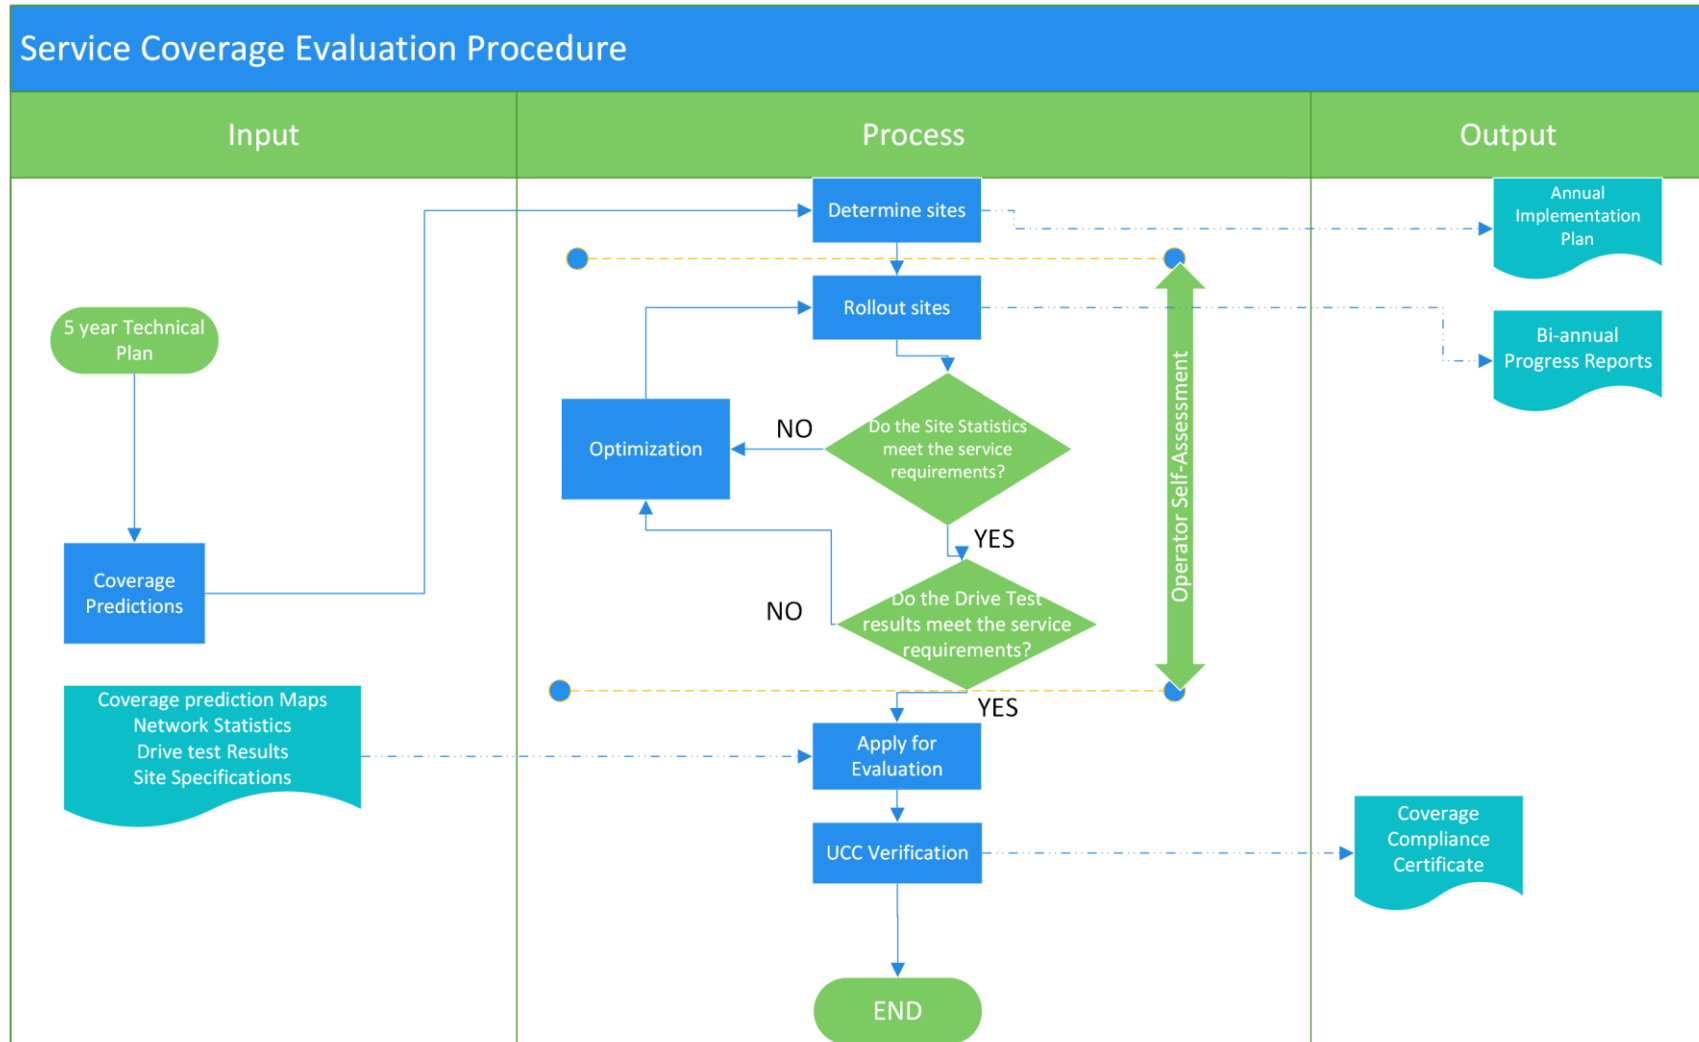 Service Coverage Evaluation Procedure
Input
Process
Output
Determine sites
Annual
Implementation
Plan
Rollout sites
5 year Technical
Plan
Bi-annual
Progress Reports
Operator Self-Assessment
Do the Site Statistics
meet the service
requirements?
NO
Optimization
YES
Coverage
Predictions
Do the Drive Test
results meet the service
requirements?
NO
YES
Coverage prediction Maps
Network Statistics
Drive test Results
Site Specifications
Apply for
Evaluation
UCC Verification
Coverage
Compliance
Certificate
END